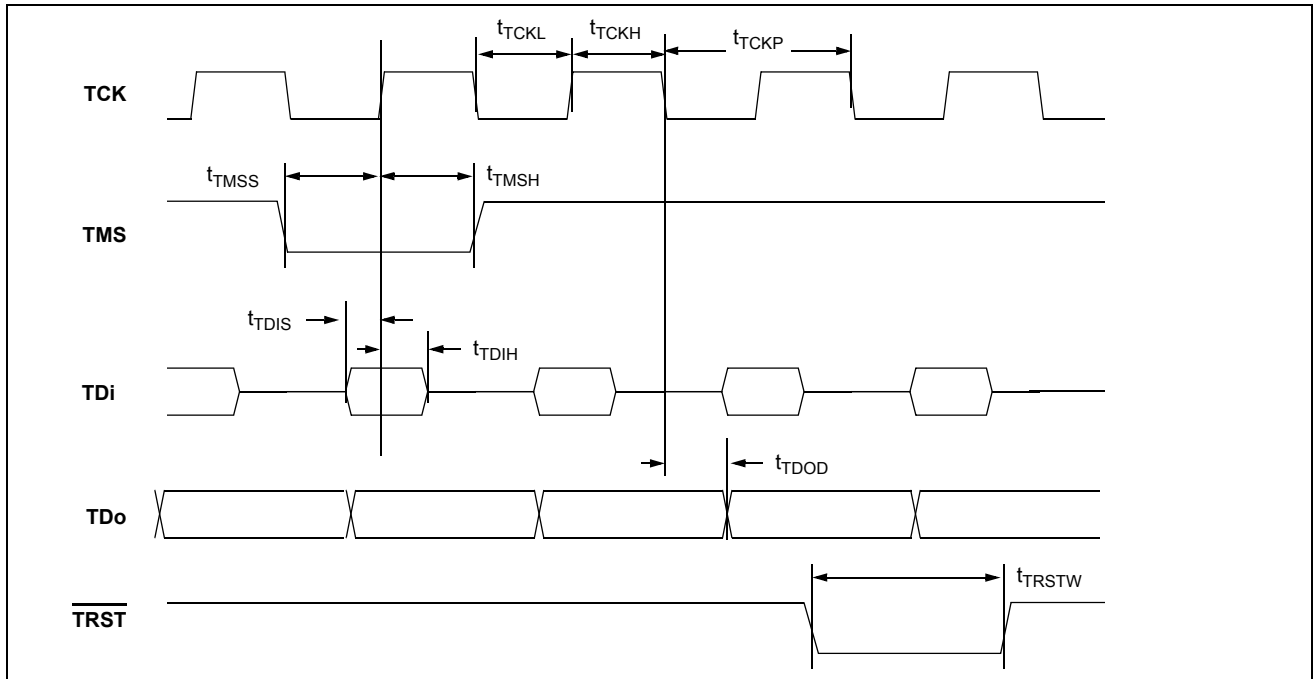 tTCKL tTCKH tTCKP
TCK
tTMSS tTMSH
TMS
tTDIS
tTDIH
TDi
tTDOD
TDo
tTRSTW
TRST